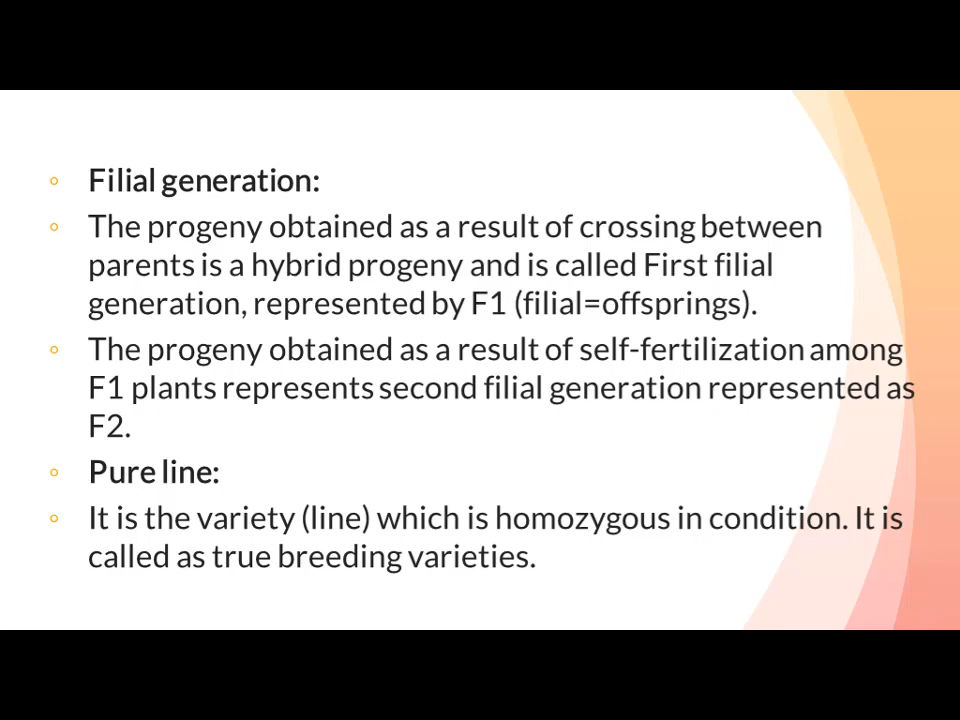 Filial generation:
The progeny obtained as a result of crossing between
parents is a hybrid progeny and is called First filial
generation, represented by F1 (filial=offsprings).
The progeny obtained as a result of self-fertilization among
F1 plants represents second filial generation represented as
F2.
Pure line:
It is the variety (line) which is homozygous in condition. It is
called as true breeding varieties.